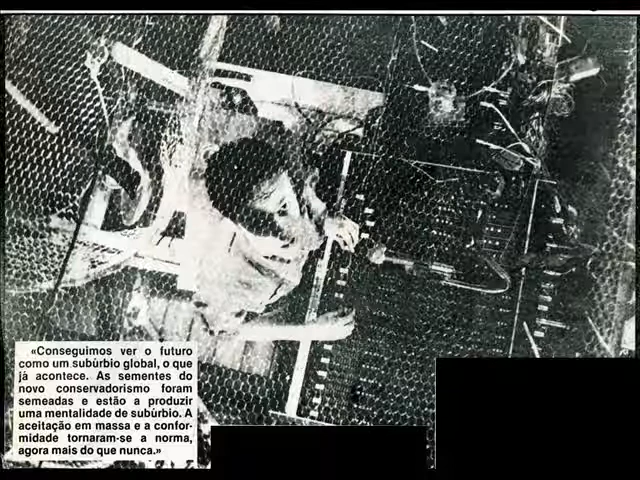 «Conseguimos ver o futuro
como um subúrbio global, o que
já acontece. As sementes do
novo conservadorismo foram
semeadas e estão a produzir
uma mentalidade de subúrbio. A
aceitação em massa e a confor-
midade tornaram-se a norma,
agora mais do que nunca.»